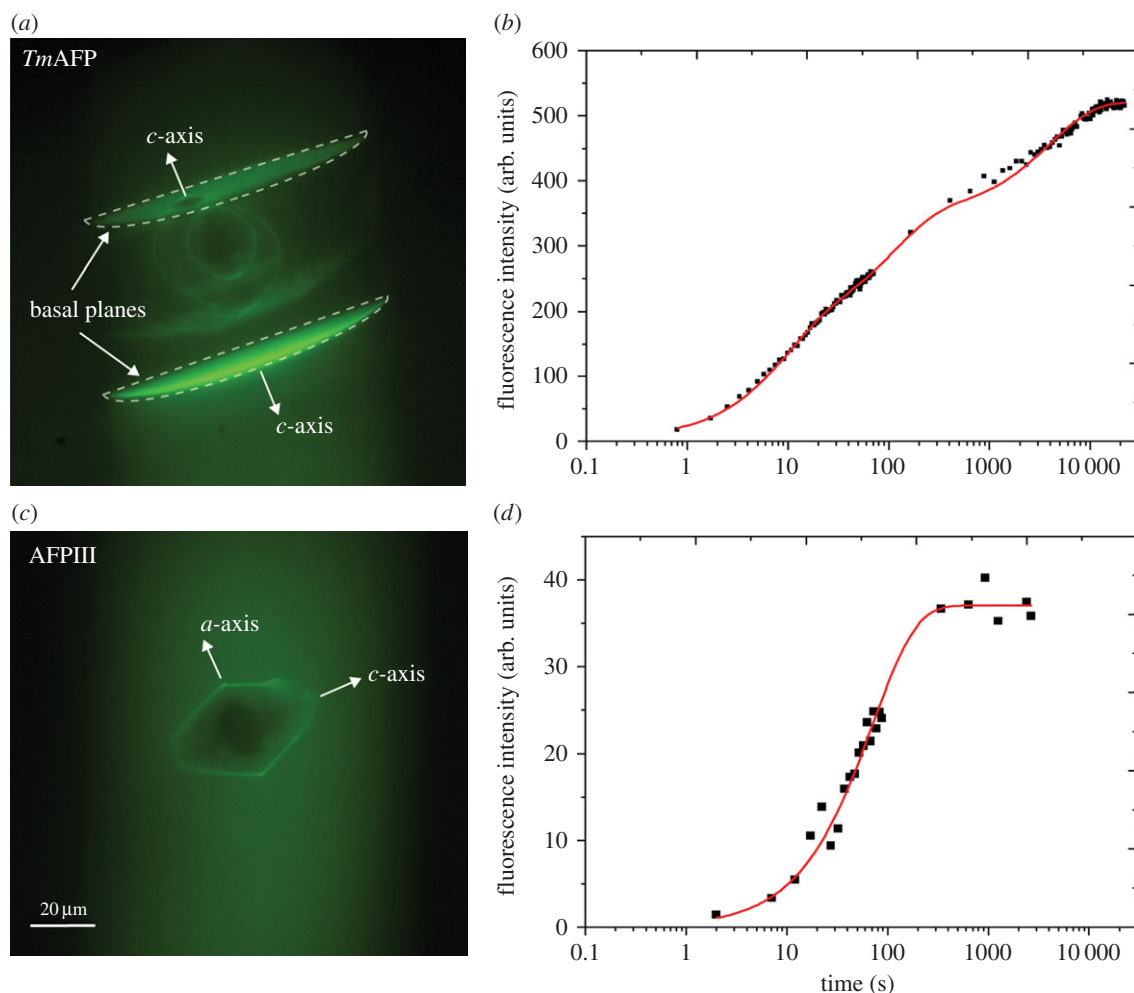 (a)
TmAFP
c-axis
basal planes
c-axis
(b)
600
500
400
300
200
100
0
fluorescence intensity (arb. units)
0.1 1 10 100 1000 10 000
(c)
AFPIII
a-axis
c-axis
20 µm
(d)
40
30
20
10
0
fluorescence intensity (arb. units)
0.1 1 10 100 1000 10 000
time (s)